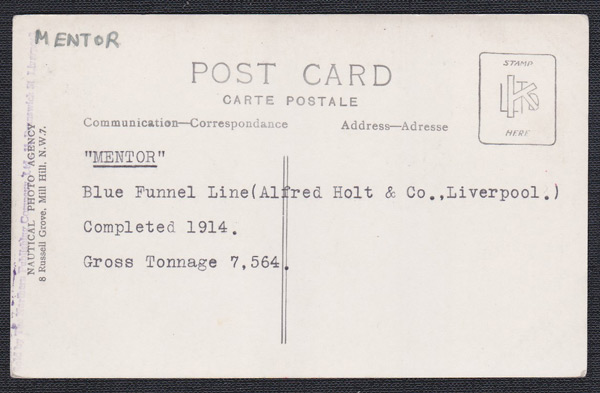 MENTOR
POST CARD
CARTE POSTALE
STAMP
HERE
Communication—Correspondance
Address—Adresse
"MENTOR"
Blue Funnel Line(Alfred Holt & Co.,Liverpool.)
Completed 1914.
Gross Tonnage 7,564.
NAUTICAL PHOTO AGENCY
8 Russell Grove, Mill Hill, N.W.7.